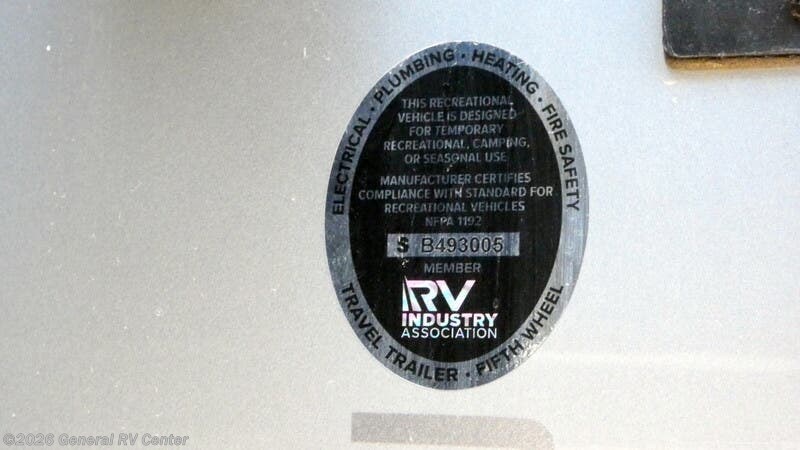 ELECTRICAL · PLUMBING · HEATING · FIRE SAFETY
THIS RECREATIONAL
VEHICLE IS DESIGNED
FOR TEMPORARY
RECREATIONAL, CAMPING,
OR SEASONAL USE
MANUFACTURER CERTIFIES
COMPLIANCE WITH STANDARD FOR
RECREATIONAL VEHICLES
NFPA 1192
$ B493005
MEMBER
RV
INDUSTRY
ASSOCIATION
TRAVEL TRAILER · FIFTH WHEEL
©2026 General RV Center